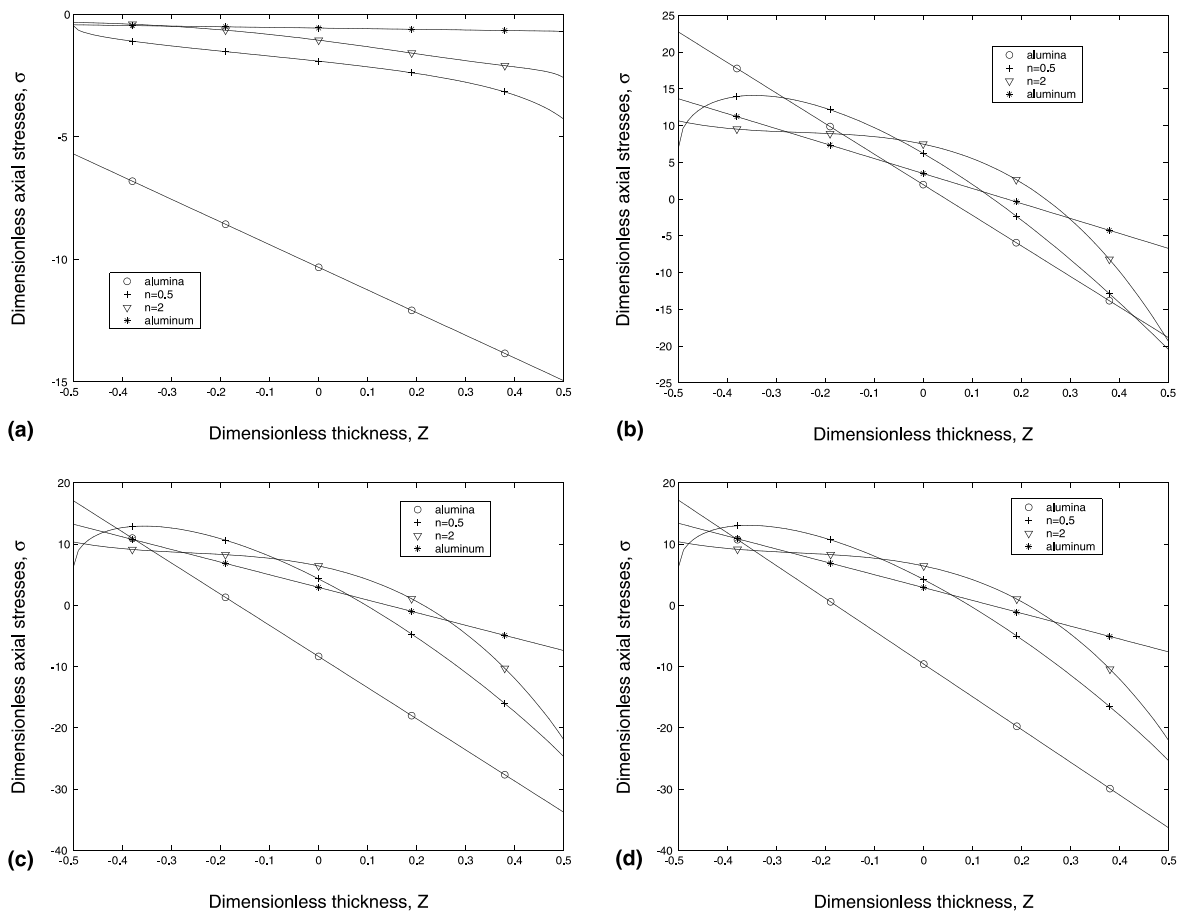 0
-5
-10
-15
-0.5 -0.4 -0.3 -0.2 -0.1 0 0.1 0.2 0.3 0.4 0.5
Dimensionless axial stresses, σ
Dimensionless thickness, Z
alumina
n=0.5
n=2
aluminum
(a)
25
20
15
10
5
0
-5
-10
-15
-20
-25
-0.5 -0.4 -0.3 -0.2 -0.1 0 0.1 0.2 0.3 0.4 0.5
Dimensionless axial stresses, σ
Dimensionless thickness, Z
alumina
n=0.5
n=2
aluminum
(b)
20
10
0
-10
-20
-30
-40
-0.5 -0.4 -0.3 -0.2 -0.1 0 0.1 0.2 0.3 0.4 0.5
Dimensionless axial stresses, σ
Dimensionless thickness, Z
alumina
n=0.5
n=2
aluminum
(c)
20
10
0
-10
-20
-30
-40
-0.5 -0.4 -0.3 -0.2 -0.1 0 0.1 0.2 0.3 0.4 0.5
Dimensionless axial stresses, σ
Dimensionless thickness, Z
alumina
n=0.5
n=2
aluminum
(d)